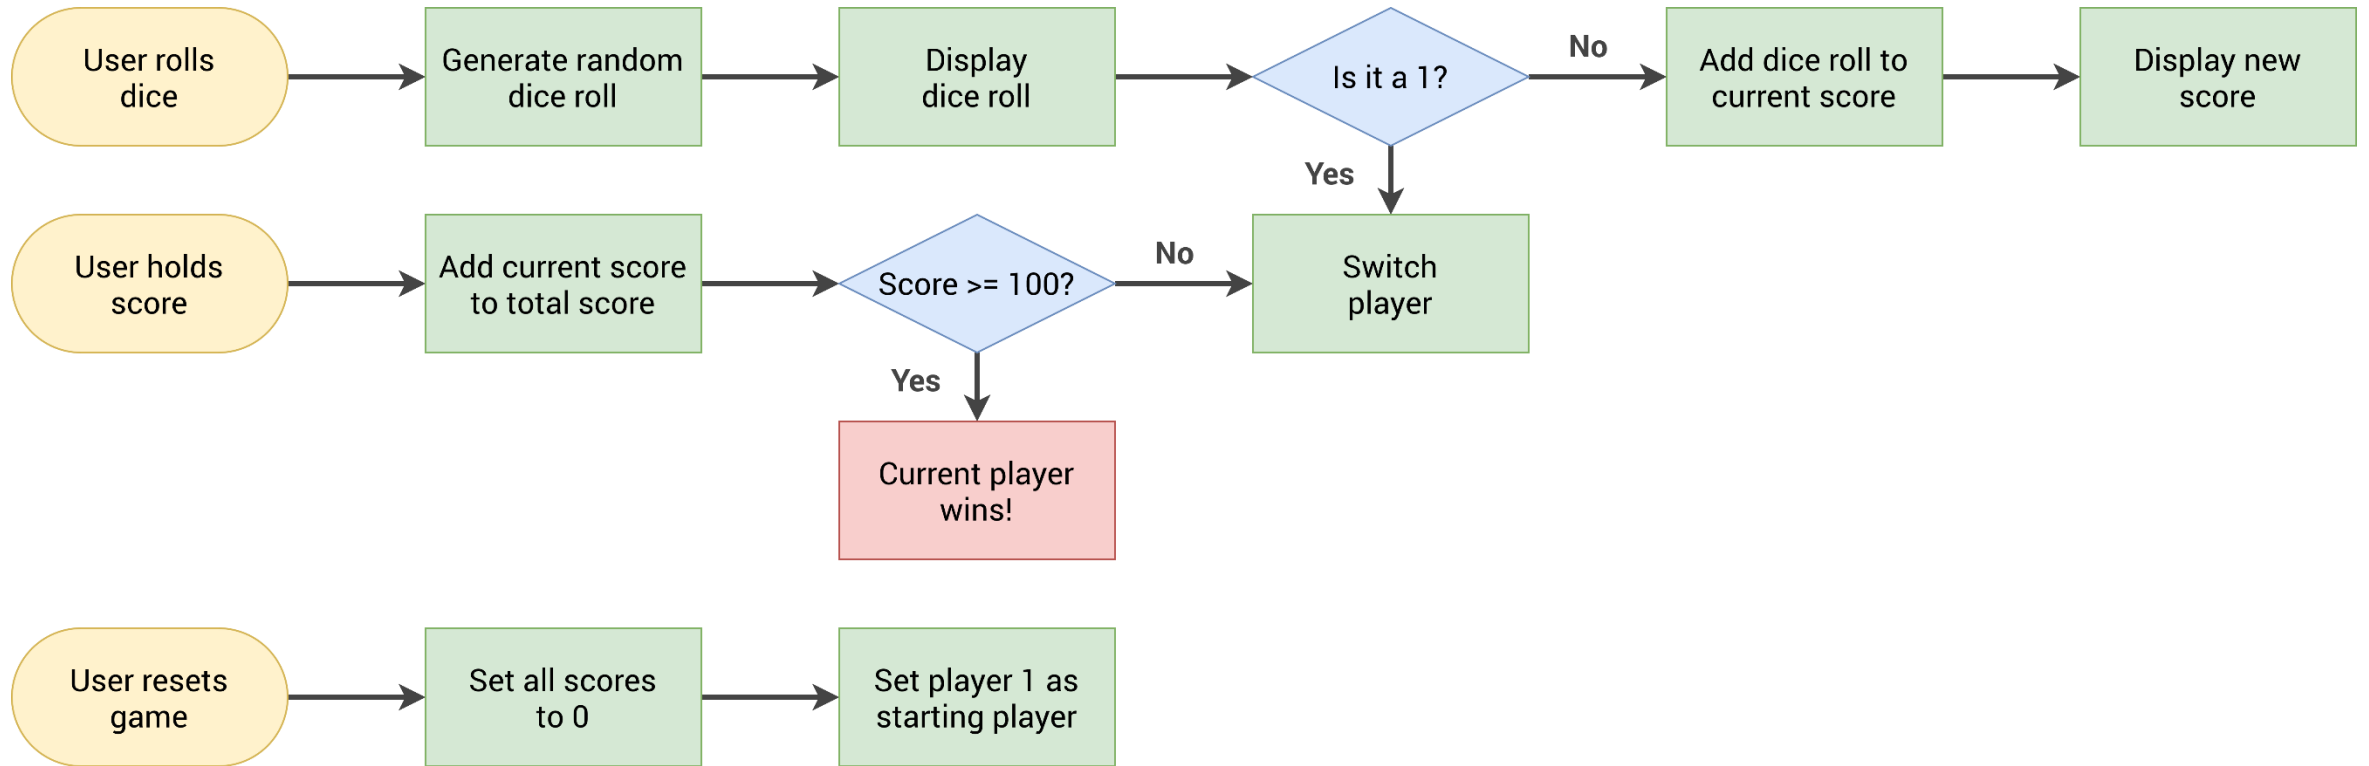 User rolls
dice
Generate random
dice roll
Display
dice roll
Is it a 1?
No
Add dice roll to
current score
Display new
score
Yes
User holds
score
Add current score
to total score
Score >= 100?
No
Switch
player
Yes
Current player
wins!
User resets
game
Set all scores
to 0
Set player 1 as
starting player